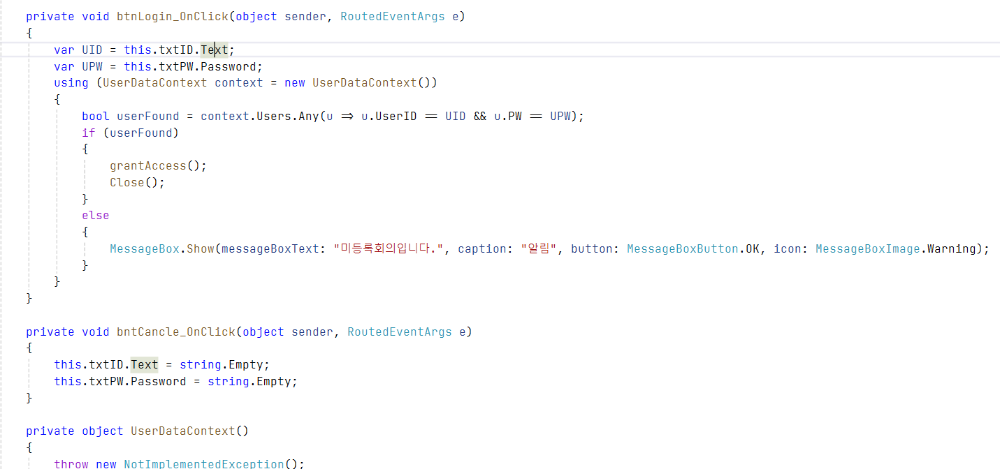 private void btnLogin_OnClick(object sender, RoutedEventArgs e)
{
var UID = this.txtID.Text;
var UPW = this.txtPW.Password;
using (UserDataContext context = new UserDataContext())
{
bool userFound = context.Users.Any(u => u.UserID == UID && u.PW == UPW);
if (userFound)
{
grantAccess();
Close();
}
else
{
MessageBox.Show(messageBoxText: "미등록회의입니다.", caption: "알림", button: MessageBoxButton.OK, icon: MessageBoxImage.Warning);
}
}
}
private void bntCancle_OnClick(object sender, RoutedEventArgs e)
{
this.txtID.Text = string.Empty;
this.txtPW.Password = string.Empty;
}
private object UserDataContext()
{
throw new NotImplementedException();